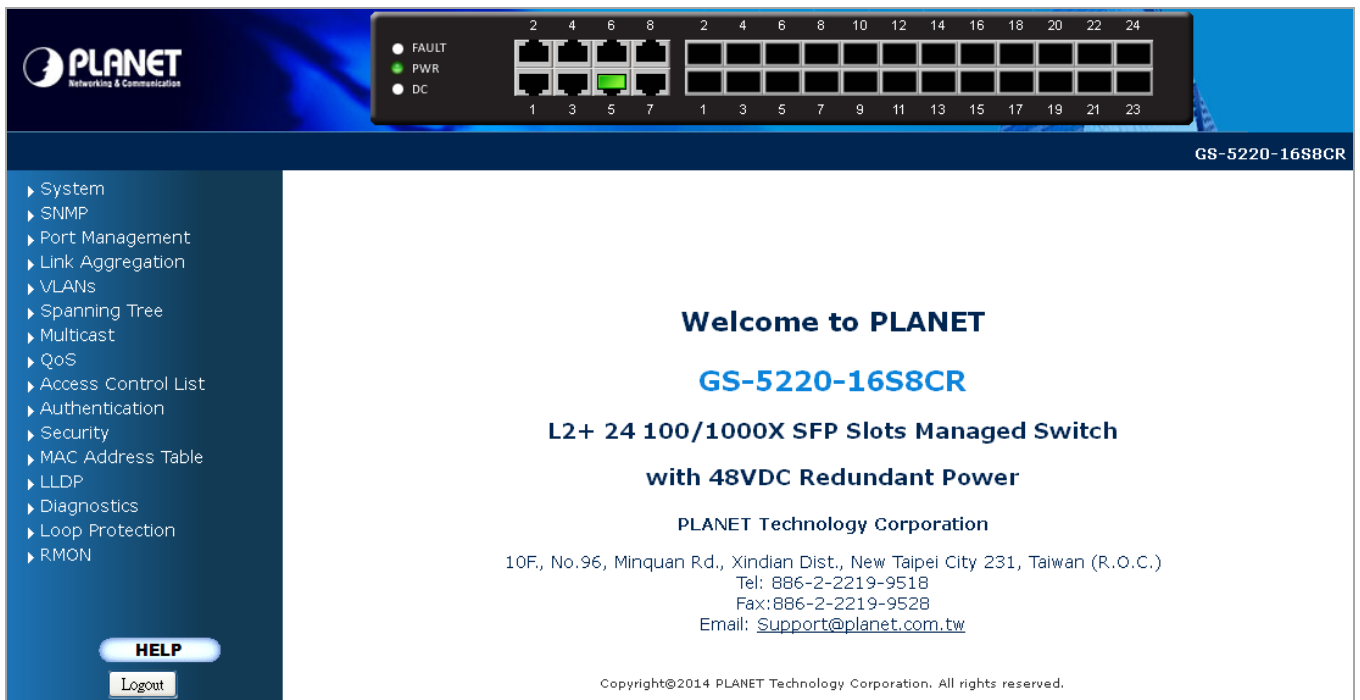 PLANET
Networking & Communication
FAULT
PWR
DC
2 4 6 8 2 4 6 8 10 12 14 16 18 20 22 24
1 3 5 7 1 3 5 7 9 11 13 15 17 19 21 23
GS-5220-16S8CR
System
SNMP
Port Management
Link Aggregation
VLANs
Spanning Tree
Multicast
QoS
Access Control List
Authentication
Security
MAC Address Table
LLDP
Diagnostics
Loop Protection
RMON
HELP
Logout
Welcome to PLANET
GS-5220-16S8CR
L2+ 24 100/1000X SFP Slots Managed Switch
with 48VDC Redundant Power
PLANET Technology Corporation
10F., No.96, Minquan Rd., Xindian Dist., New Taipei City 231, Taiwan (R.O.C.)
Tel: 886-2-2219-9518
Fax:886-2-2219-9528
Email: Support@planet.com.tw
Copyright©2014 PLANET Technology Corporation. All rights reserved.